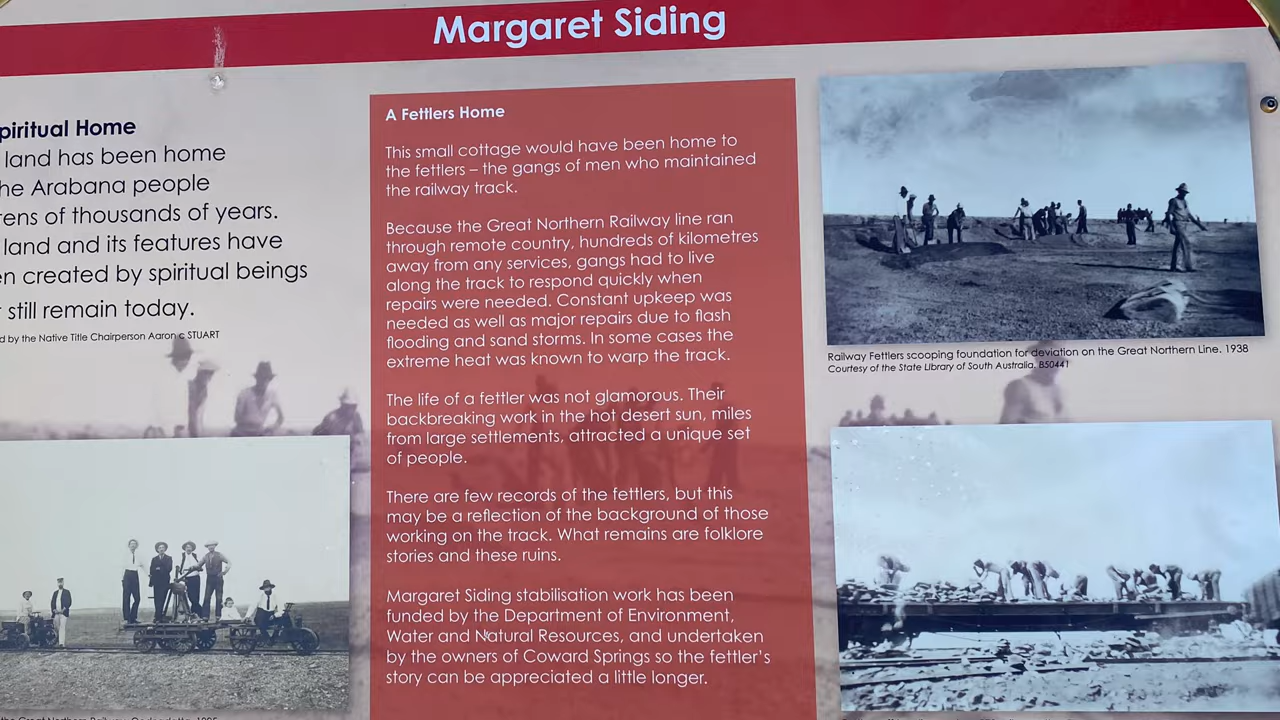 Margaret Siding
piritual Home
land has been home
he Arabana people
tens of thousands of years.
land and its features have
en created by spiritual beings
still remain today.
d by the Native Title Chairperson Aaron c STUART
A Fettlers Home
This small cottage would have been home to
the fettlers – the gangs of men who maintained
the railway track.
Because the Great Northern Railway line ran
through remote country, hundreds of kilometres
away from any services, gangs had to live
along the track to respond quickly when
repairs were needed. Constant upkeep was
needed as well as major repairs due to flash
flooding and sand storms. In some cases the
extreme heat was known to warp the track.
The life of a fettler was not glamorous. Their
backbreaking work in the hot desert sun, miles
from large settlements, attracted a unique set
of people.
There are few records of the fettlers, but this
may be a reflection of the background of those
working on the track. What remains are folklore
stories and these ruins.
Margaret Siding stabilisation work has been
funded by the Department of Environment,
Water and Natural Resources, and undertaken
by the owners of Coward Springs so the fettler's
story can be appreciated a little longer.
Railway Fettlers scooping foundation for deviation on the Great Northern Line. 1938
Courtesy of the State Library of South Australia. B50441